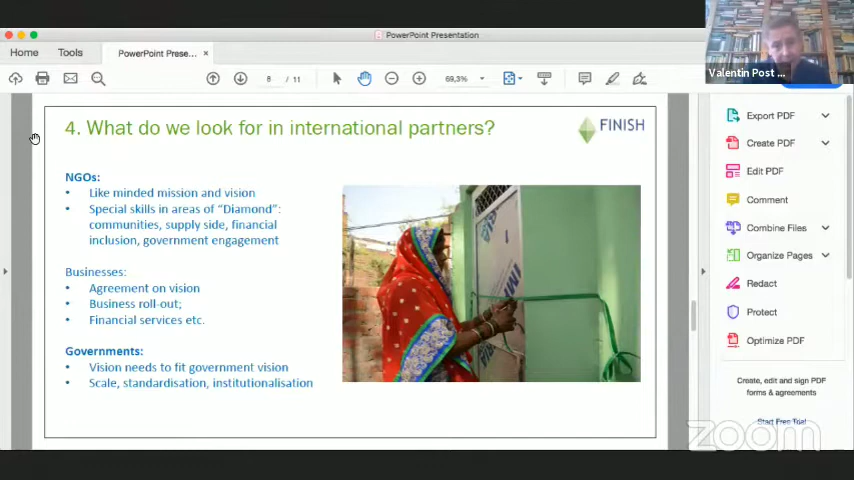 PowerPoint Presentation
Home
Tools
PowerPoint Prese...
×
8 / 11
69,3%
Valentin Post ...
4. What do we look for in international partners?
FINISH
NGOs:
• Like minded mission and vision
• Special skills in areas of “Diamond”:
communities, supply side, financial
inclusion, government engagement
Businesses:
• Agreement on vision
• Business roll-out;
• Financial services etc.
Governments:
• Vision needs to fit government vision
• Scale, standardisation, institutionalisation
Export PDF
Create PDF
Edit PDF
Comment
Combine Files
Organize Pages
Redact
Protect
Optimize PDF
Create, edit and sign PDF
forms & agreements
Start Free Trial
zoom